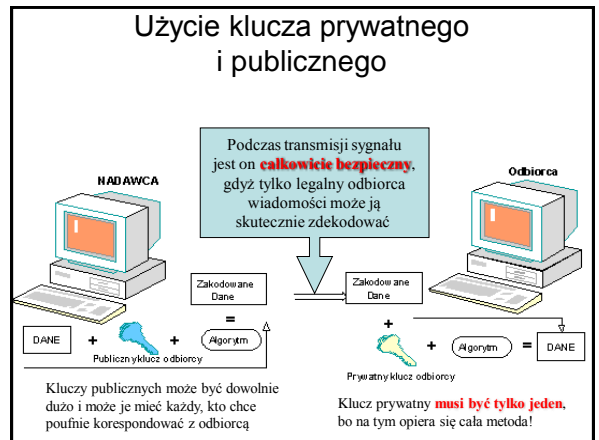 Użycie klucza prywatnego
i publicznego
Podczas transmisji sygnału
jest on całkowicie bezpieczny,
gdyż tylko legalny odbiorca
wiadomości może ją
skutecznie zdekodować
NADAWCA
Odbiorca
Zakodowane
Dane
Zakodowane
Dane
=
+
DANE + + Algorytm
Publiczny klucz odbiorcy
+ Algorytm = DANE
Prywatny klucz odbiorcy
Kluczy publicznych może być dowolnie
dużo i może je mieć każdy, kto chce
poufnie korespondować z odbiorcą
Klucz prywatny musi być tylko jeden,
bo na tym opiera się cała metoda!